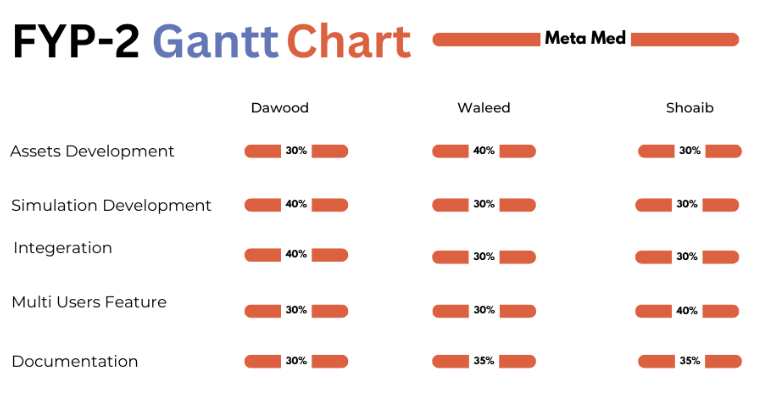 FYP-2 Gantt Chart Meta Med
Dawood Waleed Shoaib
Assets Development 30% 40% 30%
Simulation Development 40% 30% 30%
Integeration 40% 30% 30%
Multi Users Feature 30% 30% 40%
Documentation 30% 35% 35%